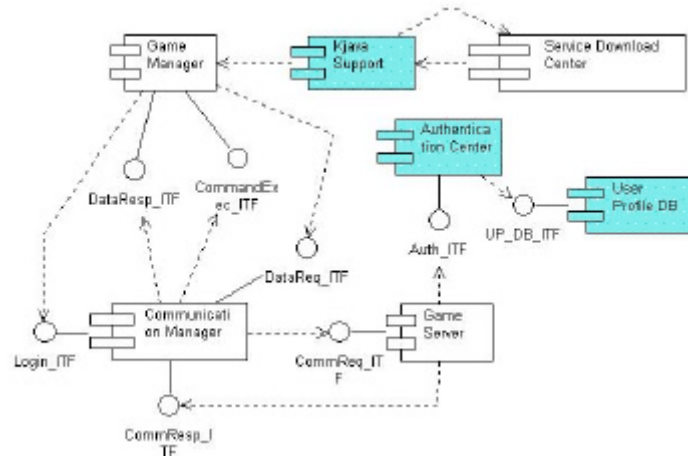 Game
Manager
Kjava
Support
Service Download
Center
Authentica
tion Center
User
Profile DB
DataResp_ITF
CommandEx
ec_ITF
Auth_ITF
UP_DB_ITF
DataReq_ITF
Communicati
on Manager
Game
Server
Login_ITF
CommReq_IT
F
CommResp_I
TF